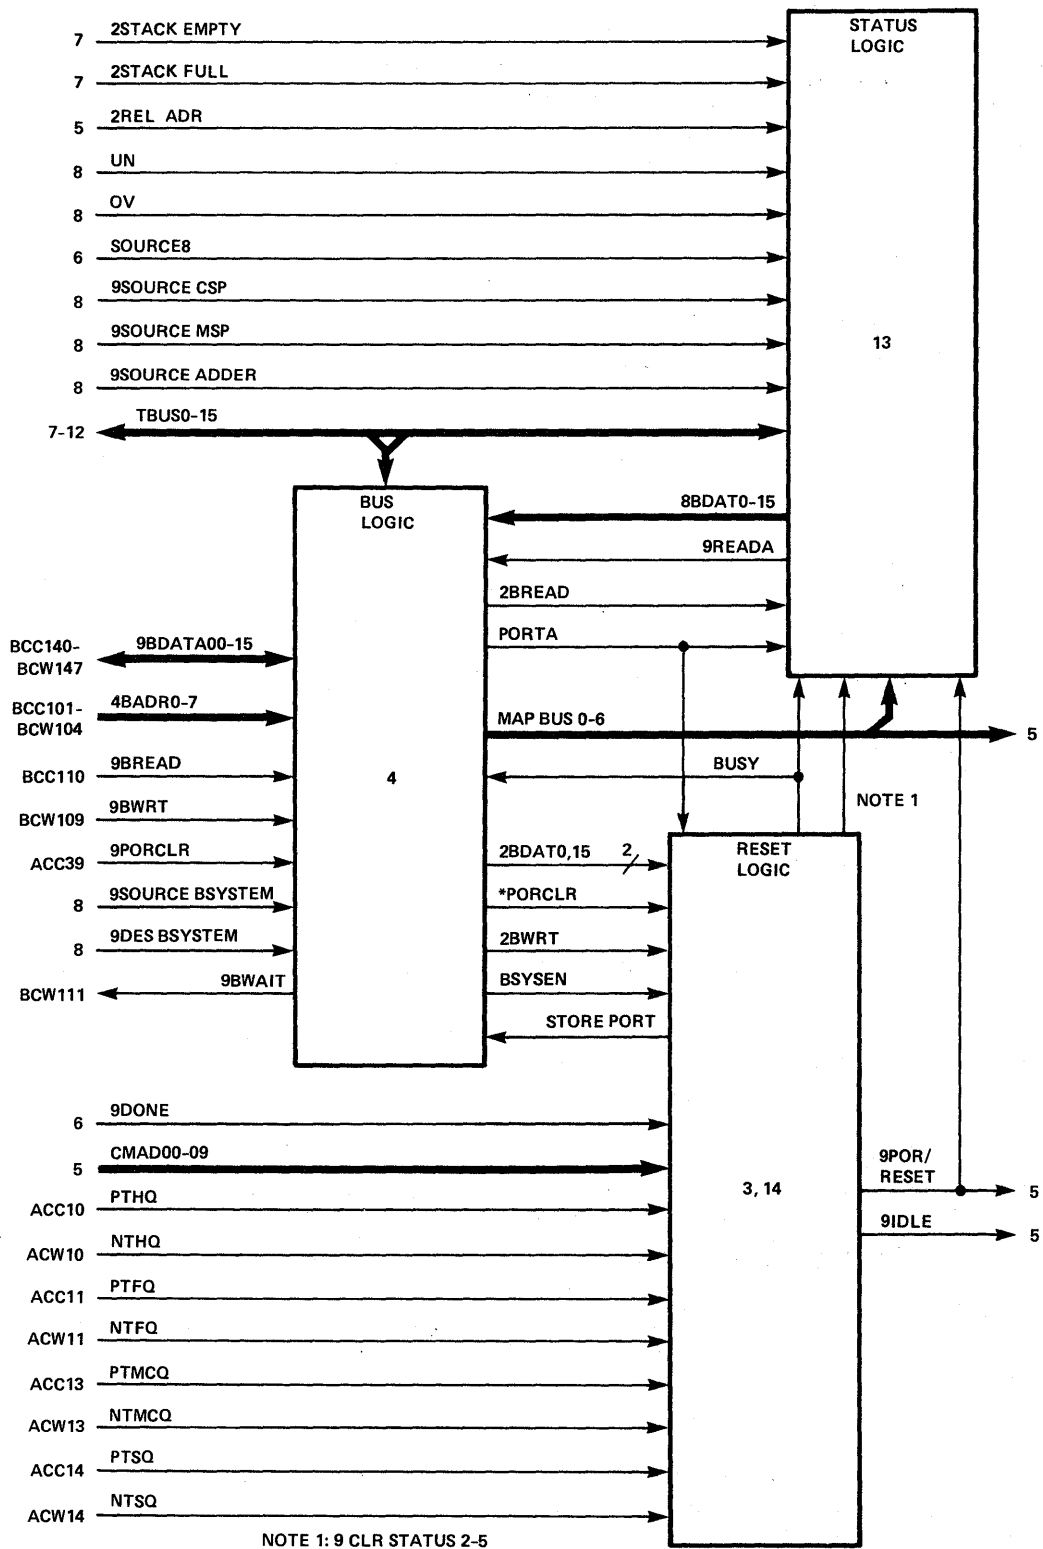 STATUS
LOGIC
13
7 2STACK EMPTY
7 2STACK FULL
5 2REL ADR
8 UN
8 OV
6 SOURCE8
8 9SOURCE CSP
8 9SOURCE MSP
8 9SOURCE ADDER
7-12 TBUS0-15
BUS
LOGIC
4
8BDAT0-15
9READA
2BREAD
PORTA
BCC140-
BCW147
9BDATA00-15
BCC101-
BCW104
4BADR0-7
MAP BUS 0-6
5
BCC110 9BREAD
BUSY
NOTE 1
BCW109 9BWRT
ACC39 9PORCLR
8 9SOURCE BSYSTEM
8 9DES BSYSTEM
BCW111 9BWAIT
RESET
LOGIC
3, 14
2BDAT0,15 2
*PORCLR
2BWRT
BSYSEN
STORE PORT
6 9DONE
5 CMAD00-09
ACC10 PTHQ
ACW10 NTHQ
ACC11 PTFQ
ACW11 NTFQ
ACC13 PTMCQ
ACW13 NTMCQ
ACC14 PTSQ
ACW14 NTSQ
9POR/
RESET 5
9IDLE 5
NOTE 1: 9 CLR STATUS 2-5